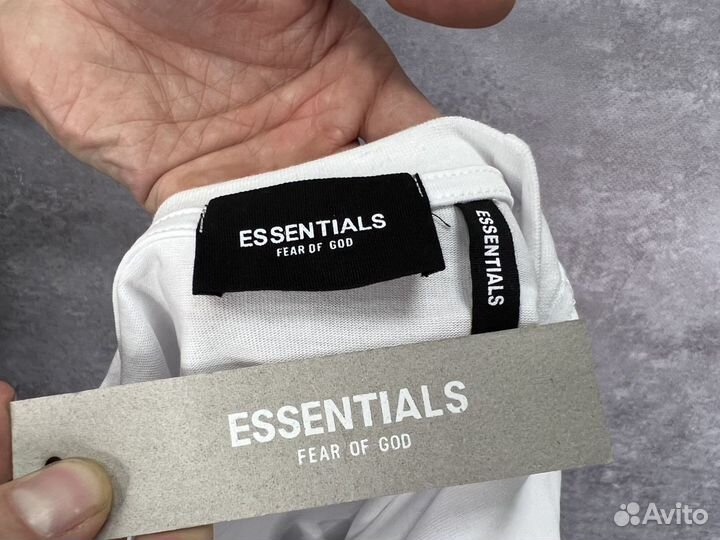 ESSENTIALS
FEAR OF GOD
ESSENTIALS
ESSENTIALS
FEAR OF GOD
Avito